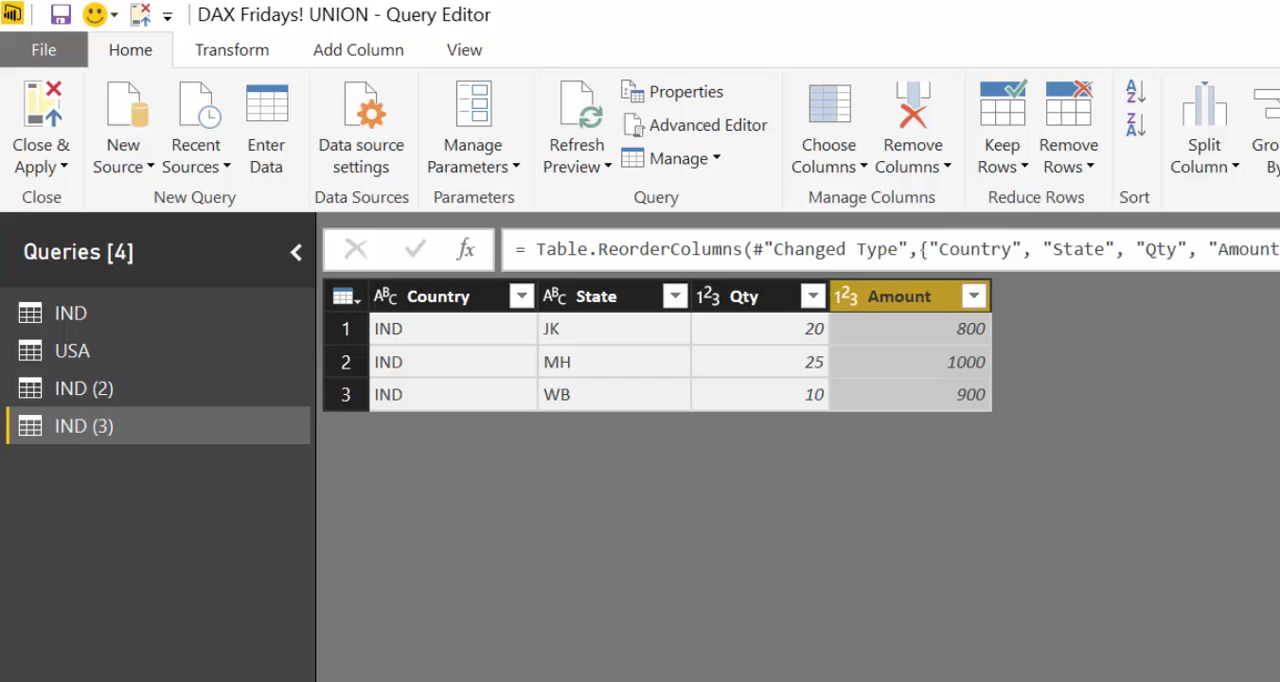 DAX Fridays! UNION - Query Editor
File Home Transform Add Column View
Close & Apply
New Source
Recent Sources
Enter Data
Data source settings
Manage Parameters
Refresh Preview
Properties
Advanced Editor
Manage
Choose Columns
Remove Columns
Keep Rows
Remove Rows
A Z
Z A
Split Column
Close New Query Data Sources Parameters Query Manage Columns Reduce Rows Sort
Queries [4]
IND
USA
IND (2)
IND (3)
fx = Table.ReorderColumns(#"Changed Type",{"Country", "State", "Qty", "Amount
ABC Country ABC State 123 Qty 123 Amount
1 IND JK 20 800
2 IND MH 25 1000
3 IND WB 10 900